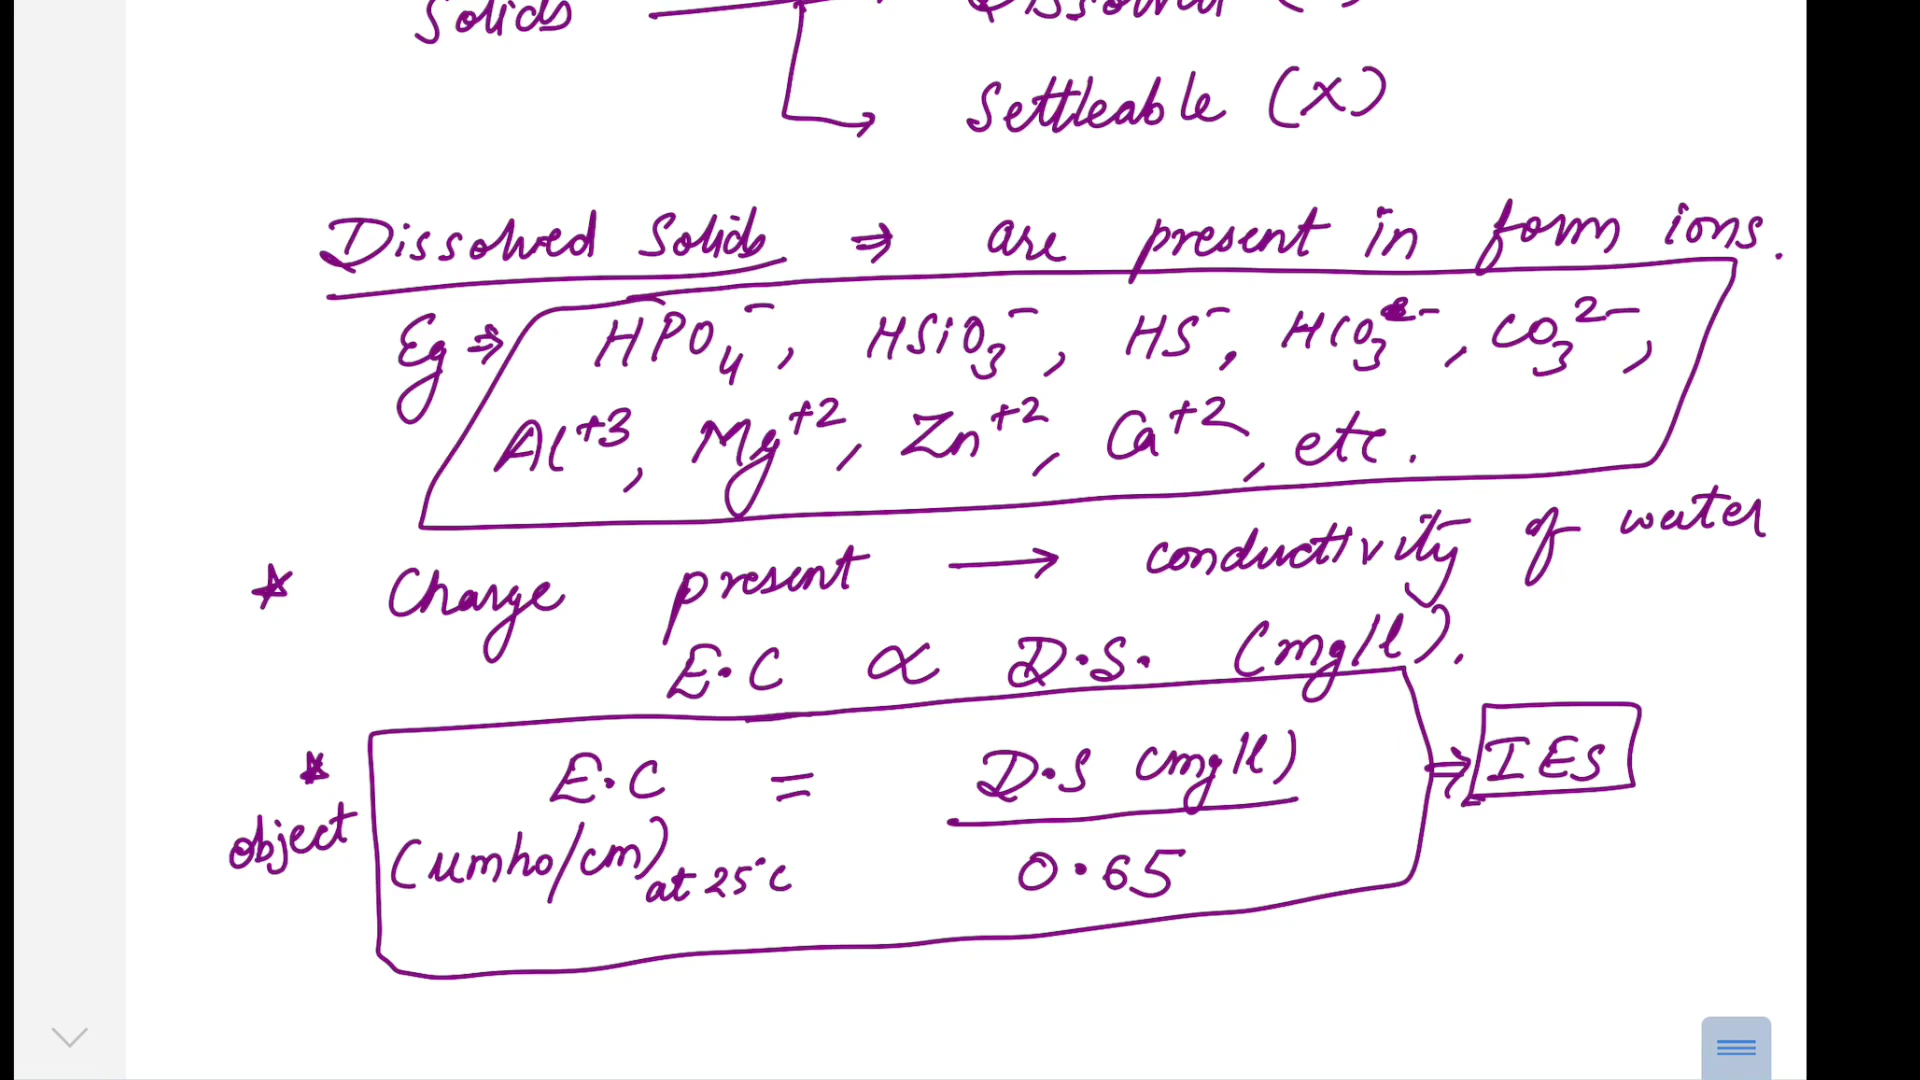 Solids → Dissolved
Settleable (X)
Dissolved Solids ⇒ are present in form ions.
Eg ⇒ HPO₄⁻, HSiO₃⁻, HS⁻, HCO₃⁻, CO₃²⁻,
Al⁺³, Mg⁺², Zn⁺², Ca⁺², etc.
* Charge present → conductivity of water
E.C ∝ D.S. (mg/l).
* object E.C (umho/cm) at 25°C = D.S (mg/l) / 0.65 ⇒ IES